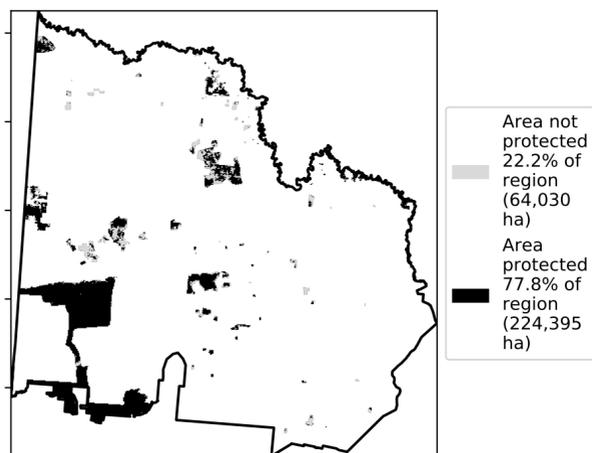 Area not
protected
22.2% of
region
(64,030
ha)
Area
protected
77.8% of
region
(224,395
ha)